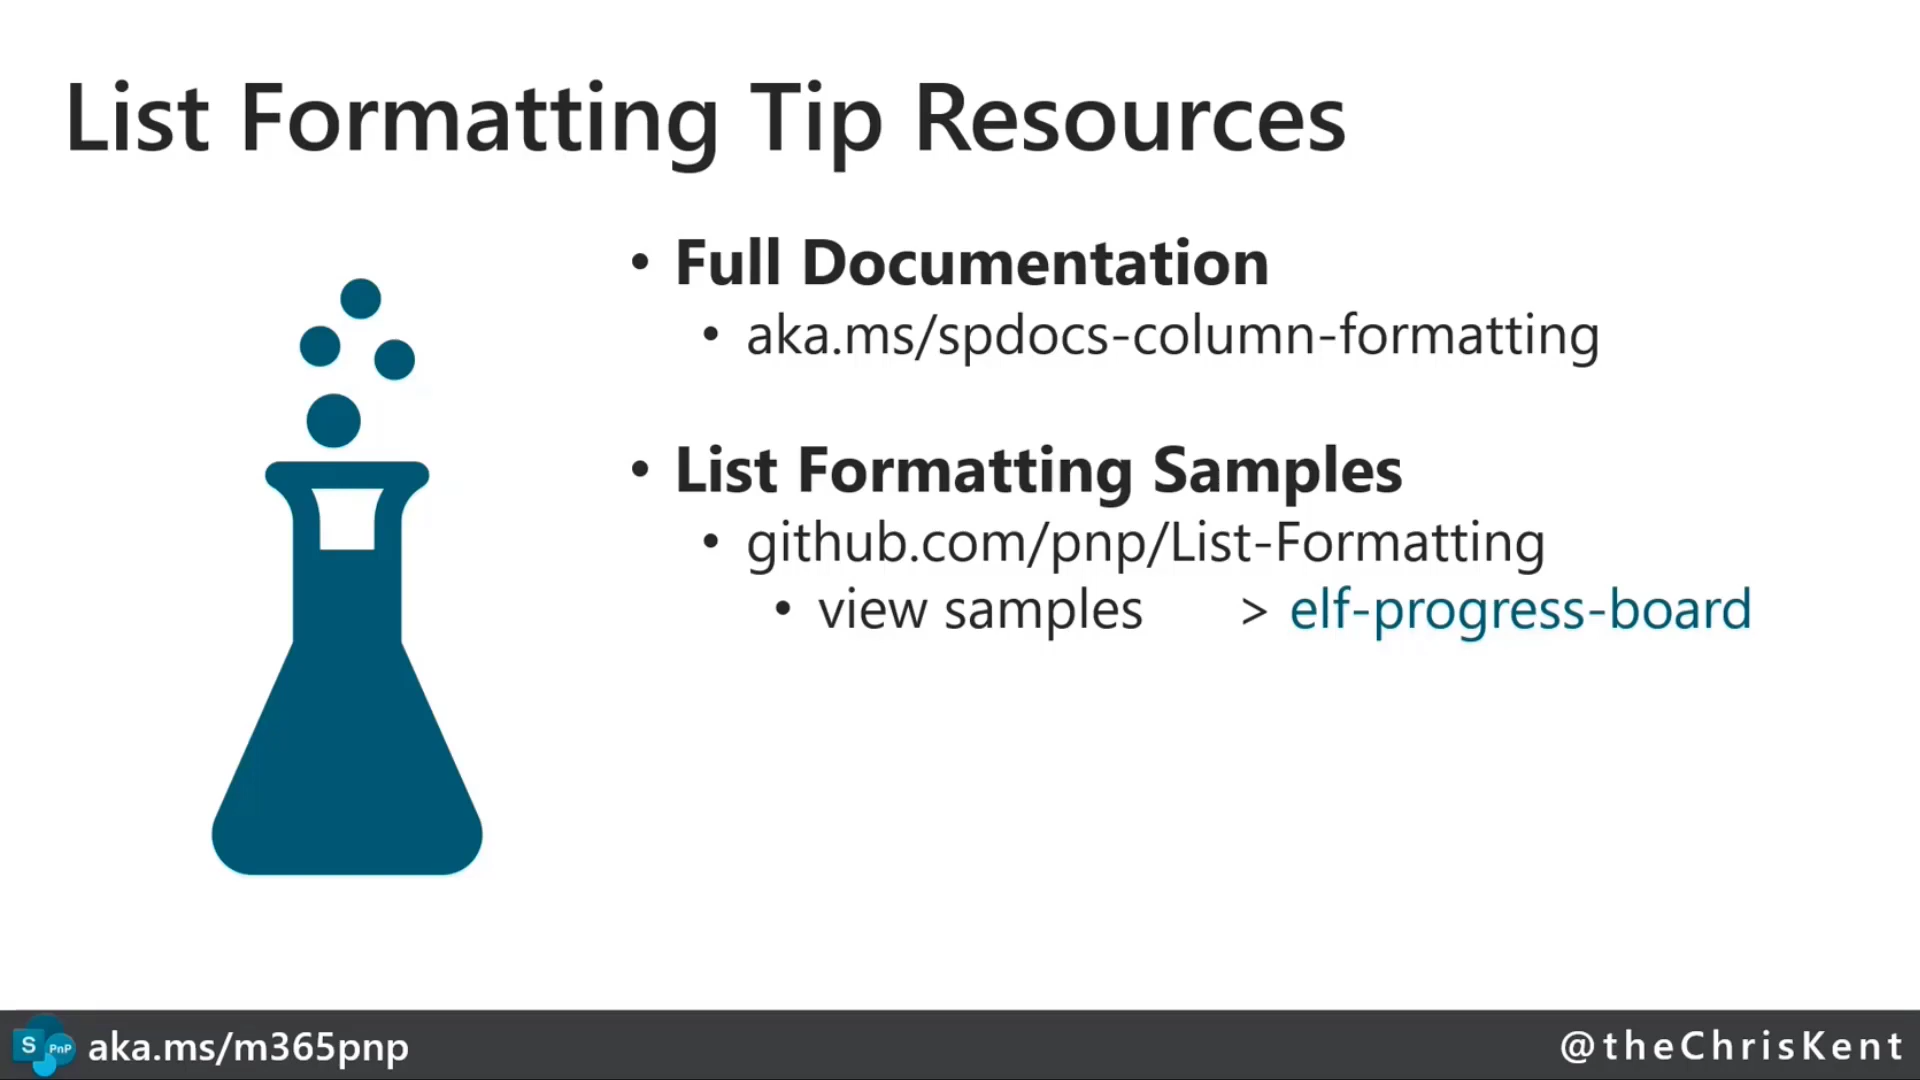 List Formatting Tip Resources
• Full Documentation
• aka.ms/spdocs-column-formatting
• List Formatting Samples
• github.com/pnp/List-Formatting
• view samples > elf-progress-board
S PnP aka.ms/m365pnp
@theChrisKent